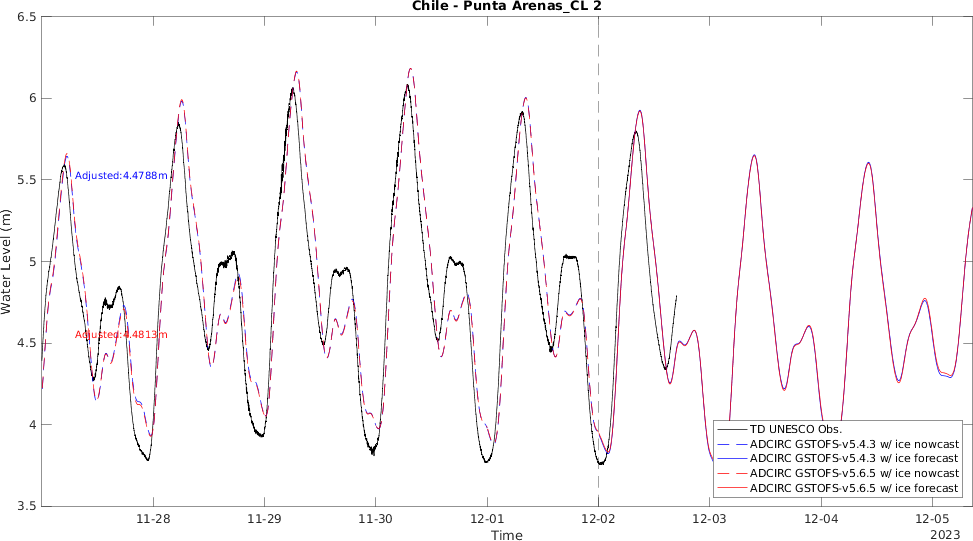 Chile - Punta Arenas_CL 2
6.5
6
5.5
5
4.5
4
3.5
Water Level (m)
Adjusted:4.4788m
Adjusted:4.4813m
TD UNESCO Obs.
ADCIRC GSTOFS-v5.4.3 w/ ice nowcast
ADCIRC GSTOFS-v5.4.3 w/ ice forecast
ADCIRC GSTOFS-v5.6.5 w/ ice nowcast
ADCIRC GSTOFS-v5.6.5 w/ ice forecast
11-28 11-29 11-30 12-01 12-02 12-03 12-04 12-05
Time
2023